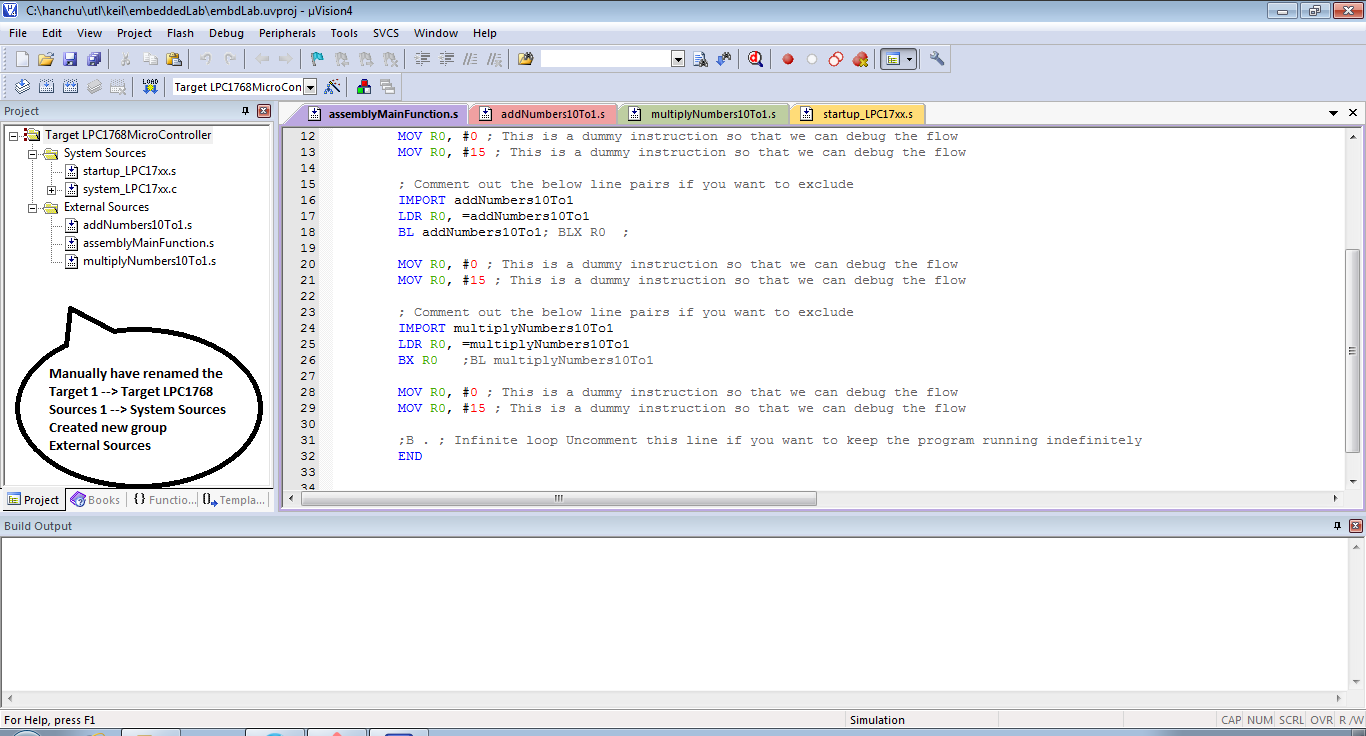 C:\hanchu\utl\keil\embeddedLab\embdLab.uvproj - µVision4
File Edit View Project Flash Debug Peripherals Tools SVCS Window Help
LOAD
Target LPC1768MicroCon
Project
Target LPC1768MicroController
System Sources
startup_LPC17xx.s
system_LPC17xx.c
External Sources
addNumbers10To1.s
assemblyMainFunction.s
multiplyNumbers10To1.s
Manually have renamed the
Target 1 --> Target LPC1768
Sources 1 --> System Sources
Created new group
External Sources
Project Books {} Functio... Templa...
assemblyMainFunction.s addNumbers10To1.s multiplyNumbers10To1.s startup_LPC17xx.s
12 MOV R0, #0 ; This is a dummy instruction so that we can debug the flow
13 MOV R0, #15 ; This is a dummy instruction so that we can debug the flow
14
15 ; Comment out the below line pairs if you want to exclude
16 IMPORT addNumbers10To1
17 LDR R0, =addNumbers10To1
18 BL addNumbers10To1; BLX R0  ;
19
20 MOV R0, #0 ; This is a dummy instruction so that we can debug the flow
21 MOV R0, #15 ; This is a dummy instruction so that we can debug the flow
22
23 ; Comment out the below line pairs if you want to exclude
24 IMPORT multiplyNumbers10To1
25 LDR R0, =multiplyNumbers10To1
26 BX R0   ;BL multiplyNumbers10To1
27
28 MOV R0, #0 ; This is a dummy instruction so that we can debug the flow
29 MOV R0, #15 ; This is a dummy instruction so that we can debug the flow
30
31 ;B . ; Infinite loop Uncomment this line if you want to keep the program running indefinitely
32 END
33
34
Build Output
For Help, press F1 Simulation CAP NUM SCRL OVR R /W